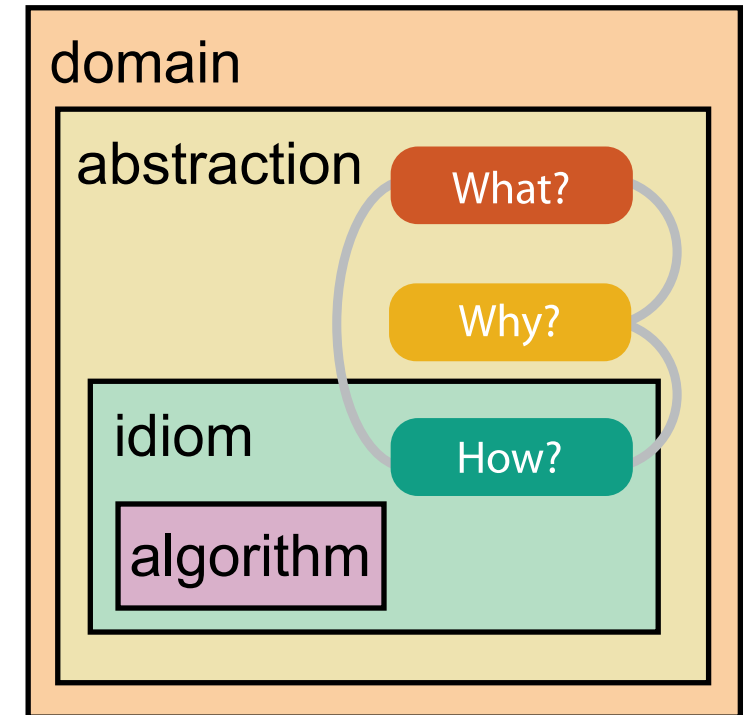 domain
abstraction
What?
Why?
idiom
How?
algorithm